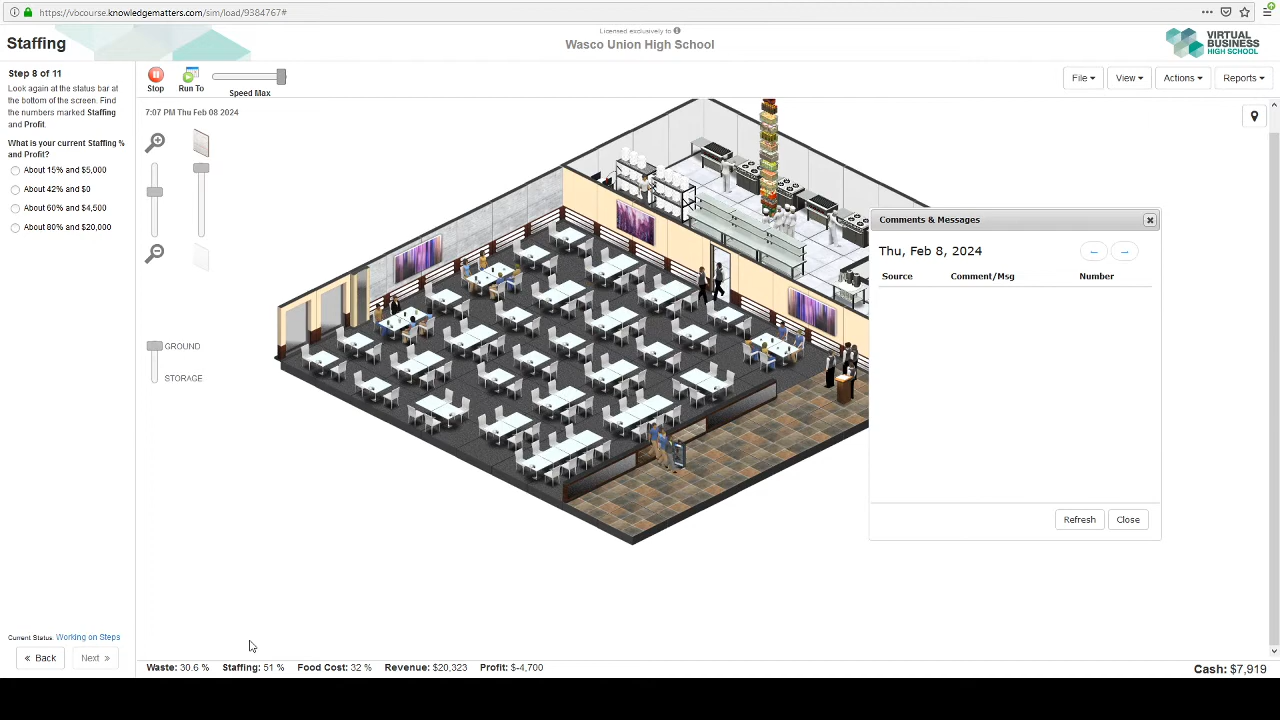 https://vbcourse.knowledgematters.com/sim/load/9384767#
Staffing
Licensed exclusively to
Wasco Union High School
VIRTUAL
BUSINESS
HIGH SCHOOL
Step 8 of 11
Look again at the status bar at
the bottom of the screen. Find
the numbers marked Staffing
and Profit.
What is your current Staffing %
and Profit?
About 15% and $5,000
About 42% and $0
About 60% and $4,500
About 80% and $20,000
Stop
Run To
Speed Max
File
View
Actions
Reports
7:07 PM Thu Feb 08 2024
GROUND
STORAGE
Comments & Messages
Thu, Feb 8, 2024
← →
Source Comment/Msg Number
Refresh Close
Current Status: Working on Steps
« Back Next »
Waste: 30.6 % Staffing: 51 % Food Cost: 32 % Revenue: $20,323 Profit: $-4,700
Cash: $7,919